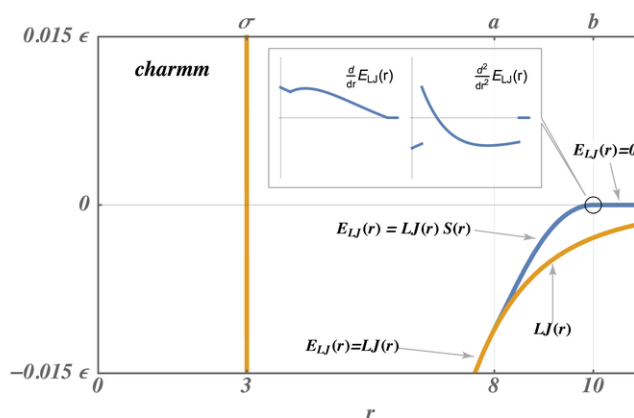 σ a b
0.015 ϵ
charmm
d/dr E_LJ(r)
d²/dr² E_LJ(r)
E_LJ(r)=0
0
E_LJ(r) = LJ(r) S(r)
LJ(r)
E_LJ(r)=LJ(r)
−0.015 ϵ
0 3 8 10
r